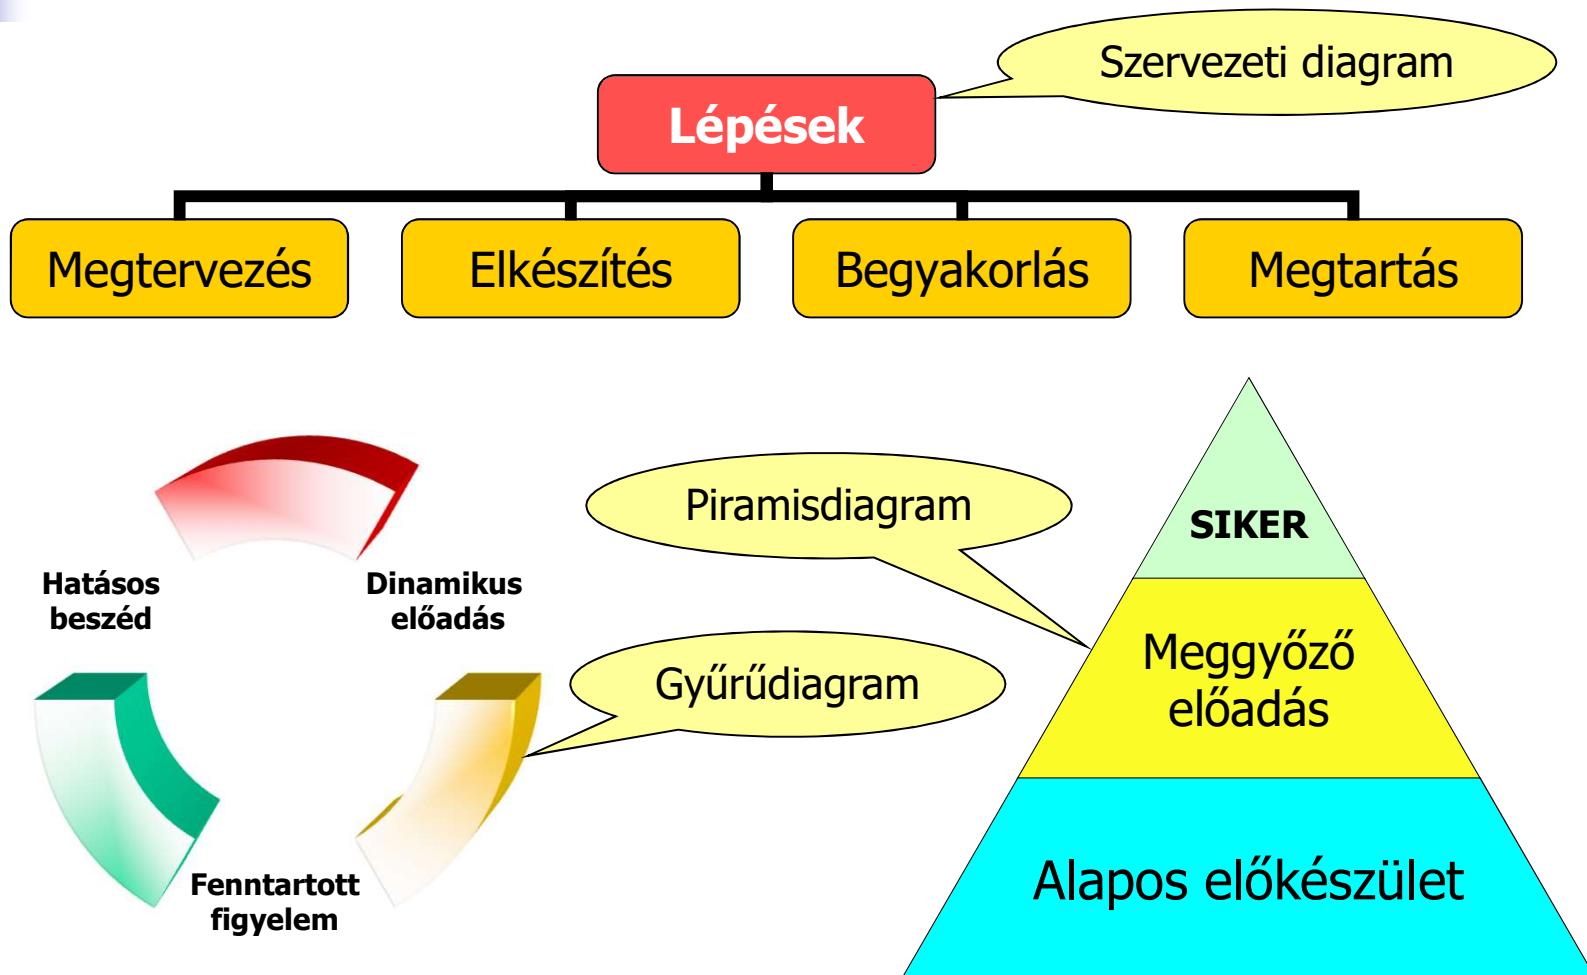 Szervezeti diagram
Lépések
Megtervezés
Elkészítés
Begyakorlás
Megtartás
Hatásos
beszéd
Dinamikus
előadás
Fenntartott
figyelem
Piramisdiagram
Gyűrűdiagram
SIKER
Meggyőző
előadás
Alapos előkészület